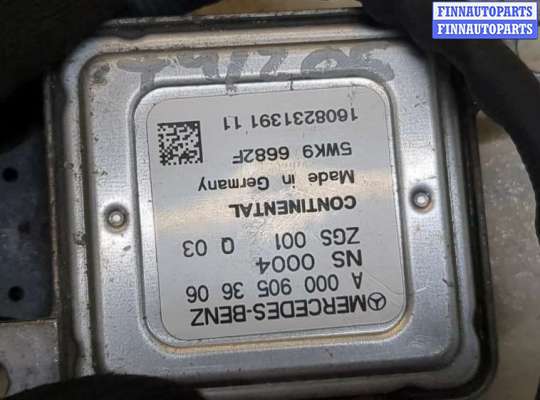 FINNAUTOPARTS
FINNAUTOPARTS
MERCEDES-BENZ
A 000 905 36 06
NS 0004
ZGS 001 Q 03
CONTINENTAL
Made in Germany
5WK9 6682F
1608231391 11